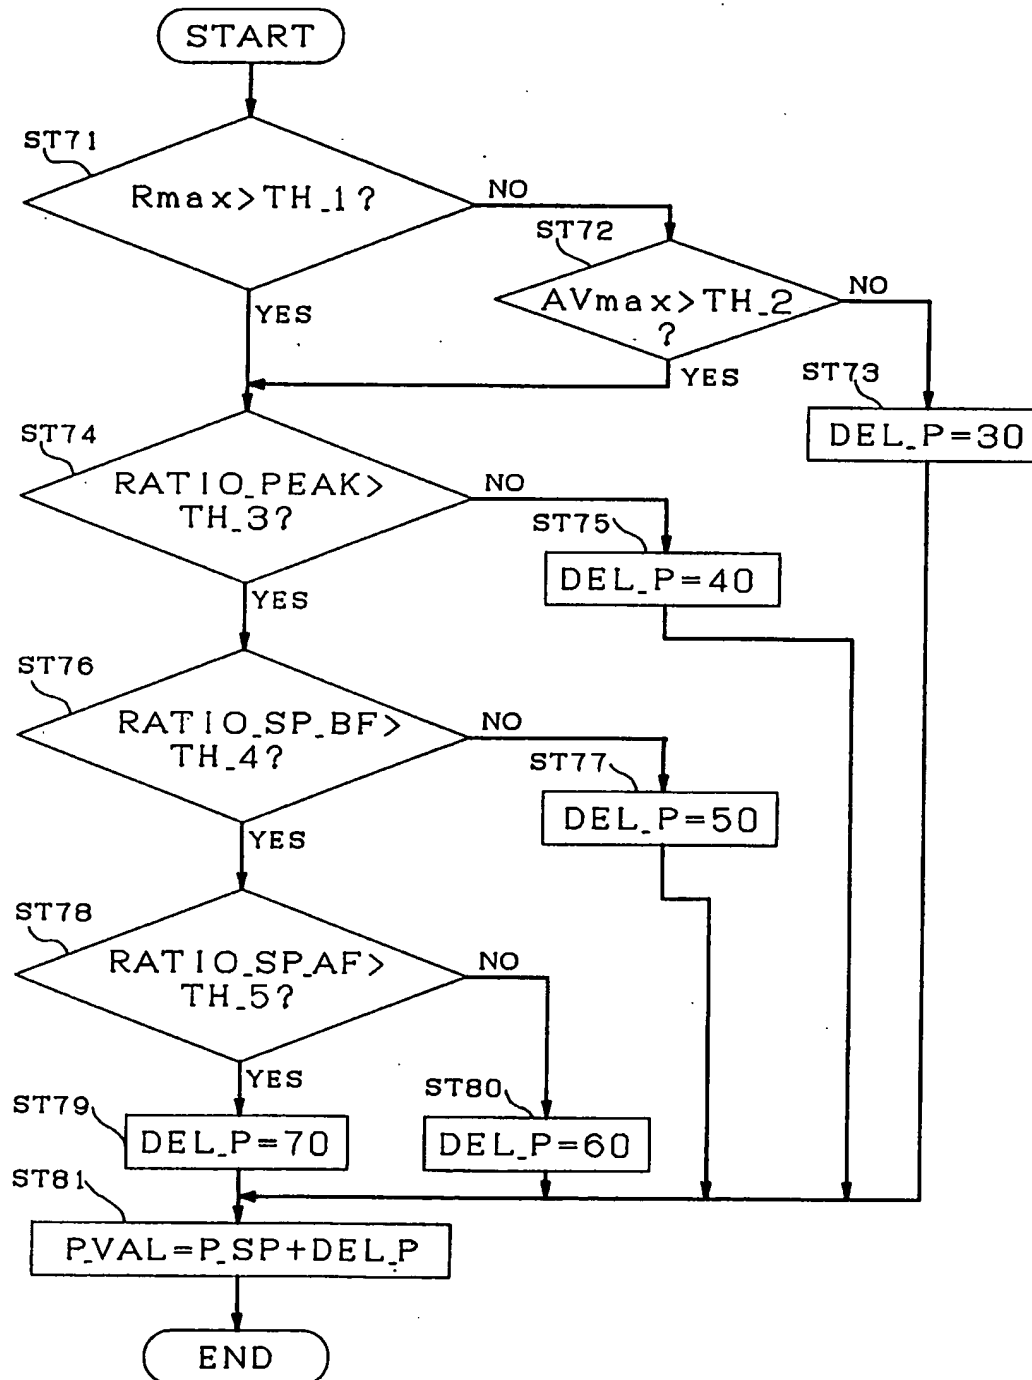 START
ST71
Rmax>TH_1?
NO
ST72
AVmax>TH_2
?
NO
YES
YES
ST73
DEL_P=30
ST74
RATIO_PEAK>
TH_3?
NO
ST75
DEL_P=40
YES
ST76
RATIO_SP_BF>
TH_4?
NO
ST77
DEL_P=50
YES
ST78
RATIO_SP_AF>
TH_5?
NO
YES
ST79
DEL_P=70
ST80
DEL_P=60
ST81
P_VAL=P_SP+DEL_P
END